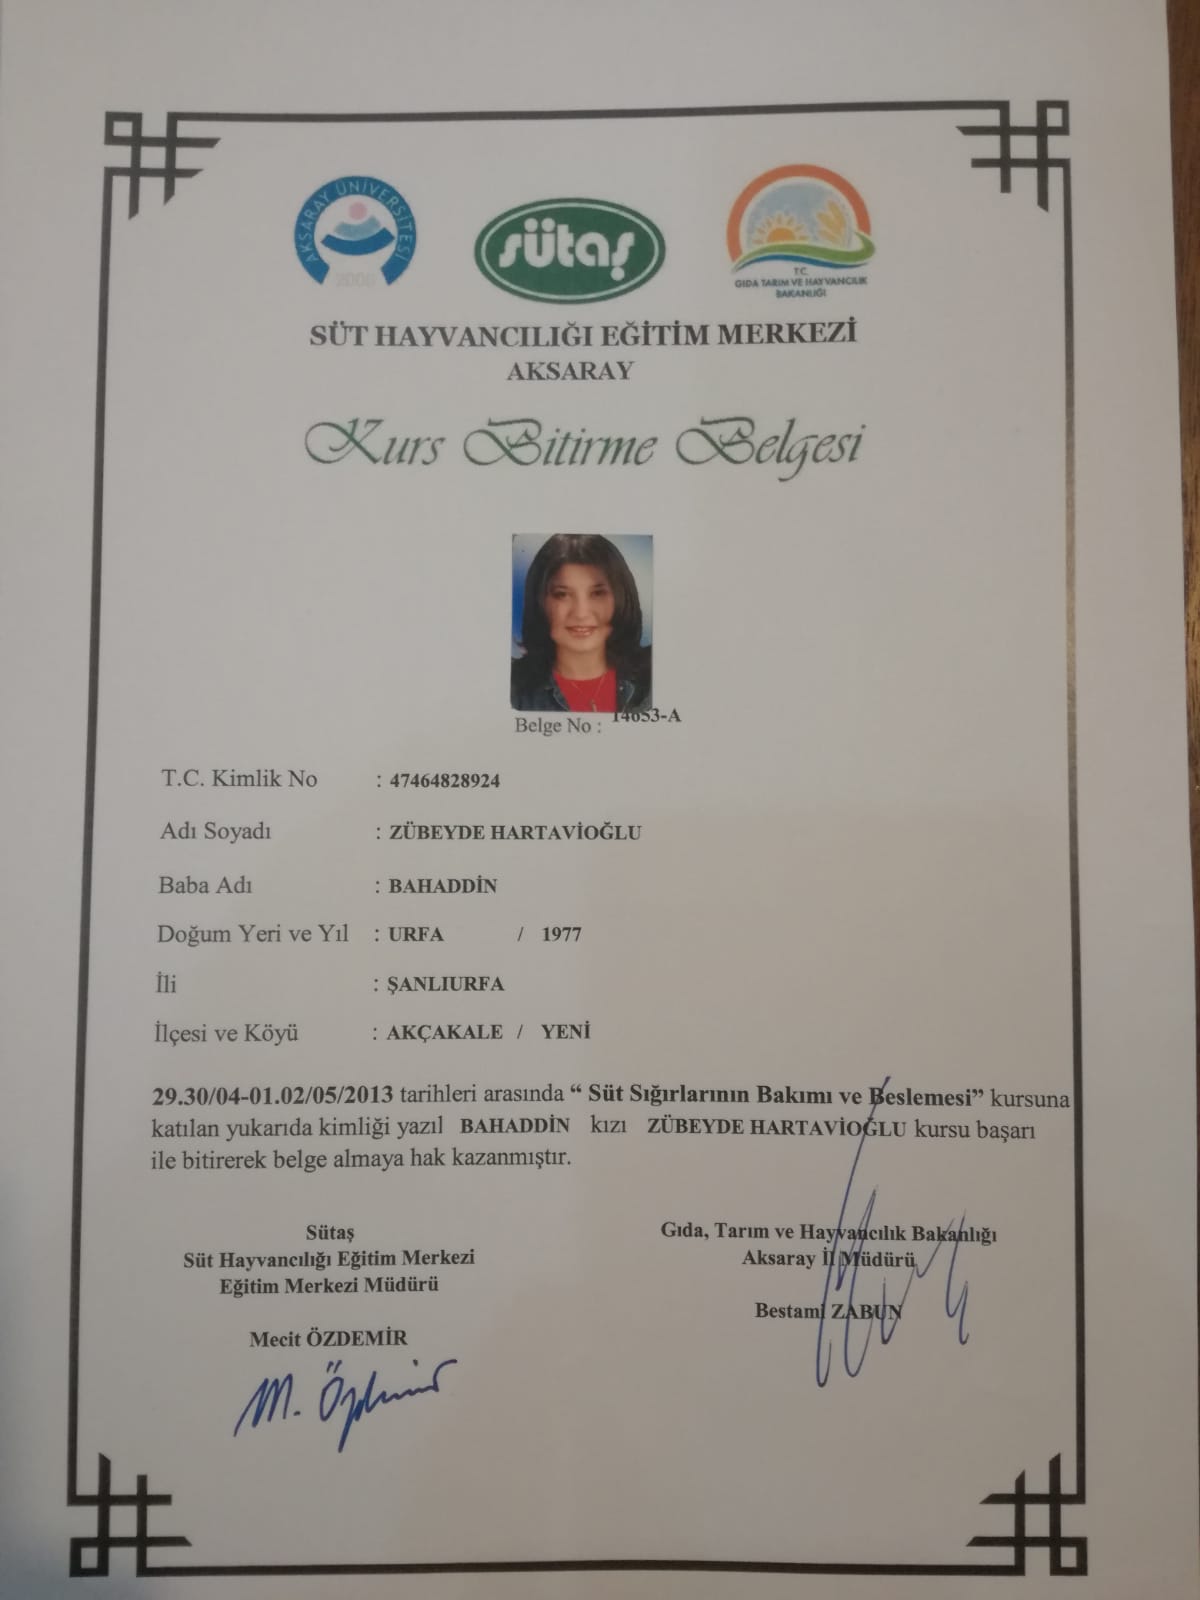 AKSARAY ÜNİVERSİTESİ
2006
sütaş
T.C.
GIDA TARIM VE HAYVANCILIK
BAKANLIĞI
SÜT HAYVANCILIĞI EĞİTİM MERKEZİ
AKSARAY
Kurs Bitirme Belgesi
Belge No : 14653-A
T.C. Kimlik No : 47464828924
Adı Soyadı : ZÜBEYDE HARTAVİOĞLU
Baba Adı : BAHADDİN
Doğum Yeri ve Yıl : URFA / 1977
İli : ŞANLIURFA
İlçesi ve Köyü : AKÇAKALE / YENİ
29.30/04-01.02/05/2013 tarihleri arasında “ Süt Sığırlarının Bakımı ve Beslemesi” kursuna
katılan yukarıda kimliği yazıl BAHADDİN kızı ZÜBEYDE HARTAVİOĞLU kursu başarı
ile bitirerek belge almaya hak kazanmıştır.
Sütaş
Süt Hayvancılığı Eğitim Merkezi
Eğitim Merkezi Müdürü
Mecit ÖZDEMİR
M. Özdemir
Gıda, Tarım ve Hayvancılık Bakanlığı
Aksaray İl Müdürü
Bestami ZABUN